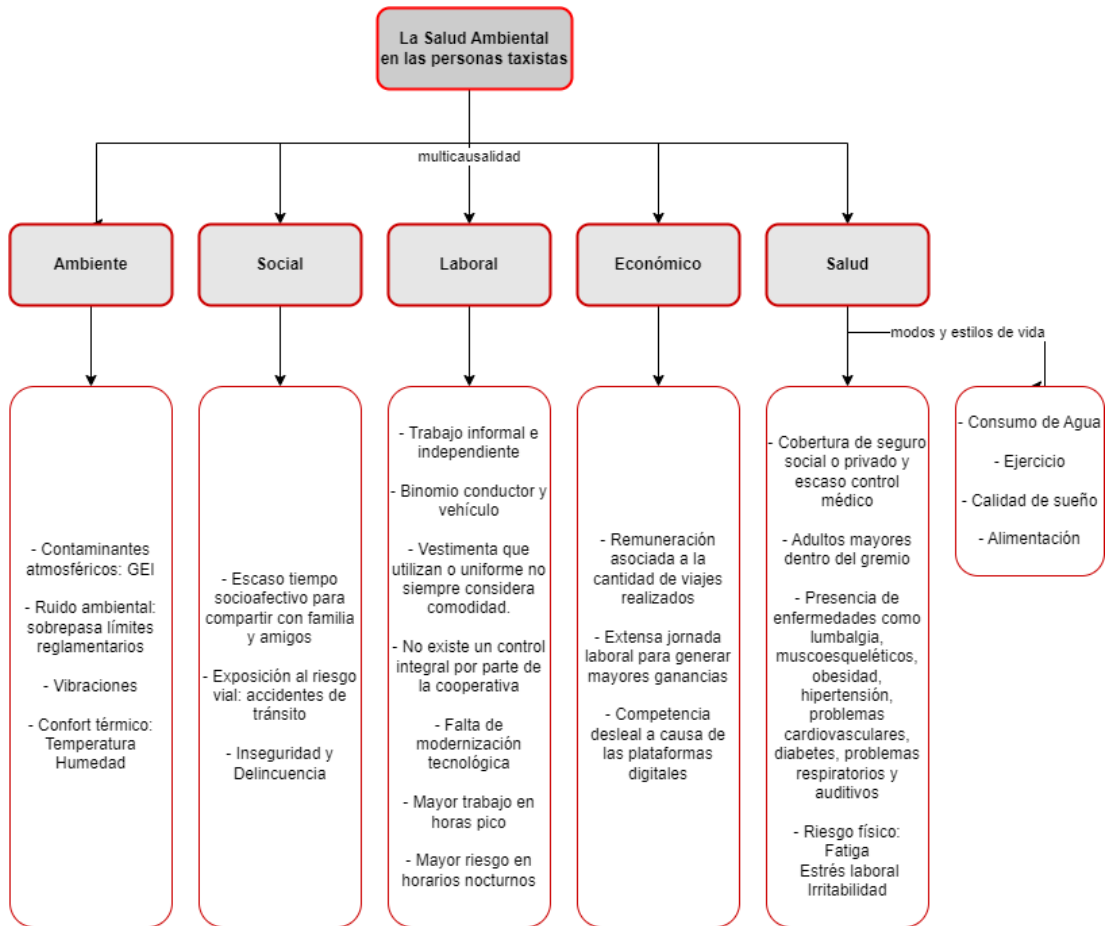 La Salud Ambiental
en las personas taxistas
multicausalidad
Ambiente
Social
Laboral
Económico
Salud
modos y estilos de vida
- Contaminantes
atmosféricos: GEI
- Ruido ambiental:
sobrepasa límites
reglamentarios
- Vibraciones
- Confort térmico:
Temperatura
Humedad
- Escaso tiempo
socioafectivo para
compartir con familia
y amigos
- Exposición al riesgo
vial: accidentes de
tránsito
- Inseguridad y
Delincuencia
- Trabajo informal e
independiente
- Binomio conductor y
vehículo
- Vestimenta que
utilizan o uniforme no
siempre considera
comodidad.
- No existe un control
integral por parte de
la cooperativa
- Falta de
modernización
tecnológica
- Mayor trabajo en
horas pico
- Mayor riesgo en
horarios nocturnos
- Remuneración
asociada a la
cantidad de viajes
realizados
- Extensa jornada
laboral para generar
mayores ganancias
- Competencia
desleal a causa de
las plataformas
digitales
- Cobertura de seguro
social o privado y
escaso control
médico
- Adultos mayores
dentro del gremio
- Presencia de
enfermedades como
lumbalgia,
muscoesqueléticos,
obesidad,
hipertensión,
problemas
cardiovasculares,
diabetes, problemas
respiratorios y
auditivos
- Riesgo físico:
Fatiga
Estrés laboral
Irritabilidad
- Consumo de Agua
- Ejercicio
- Calidad de sueño
- Alimentación